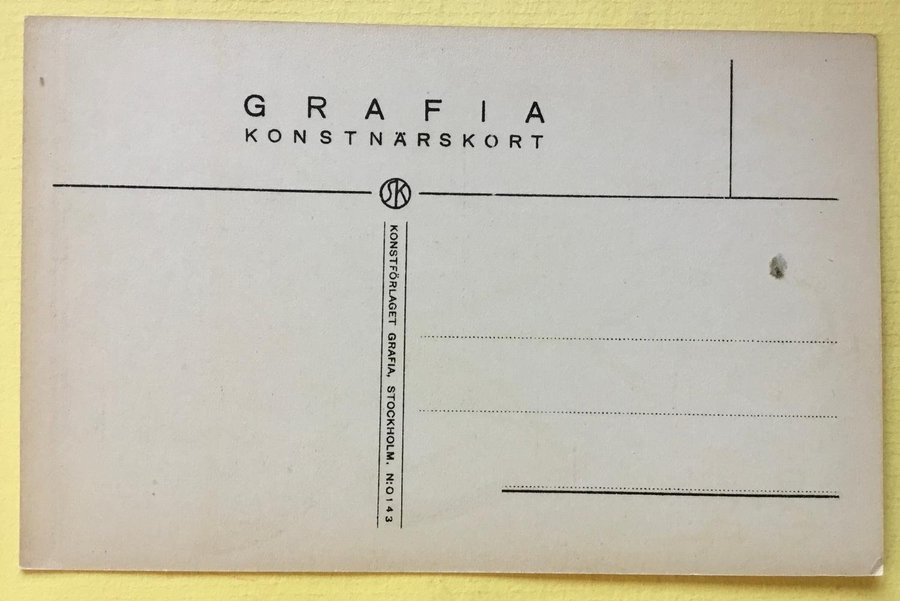 GRAFIA
KONSTNÄRSKORT
SK
KONSTFÖRLAGET GRAFIA, STOCKHOLM. N:O 143